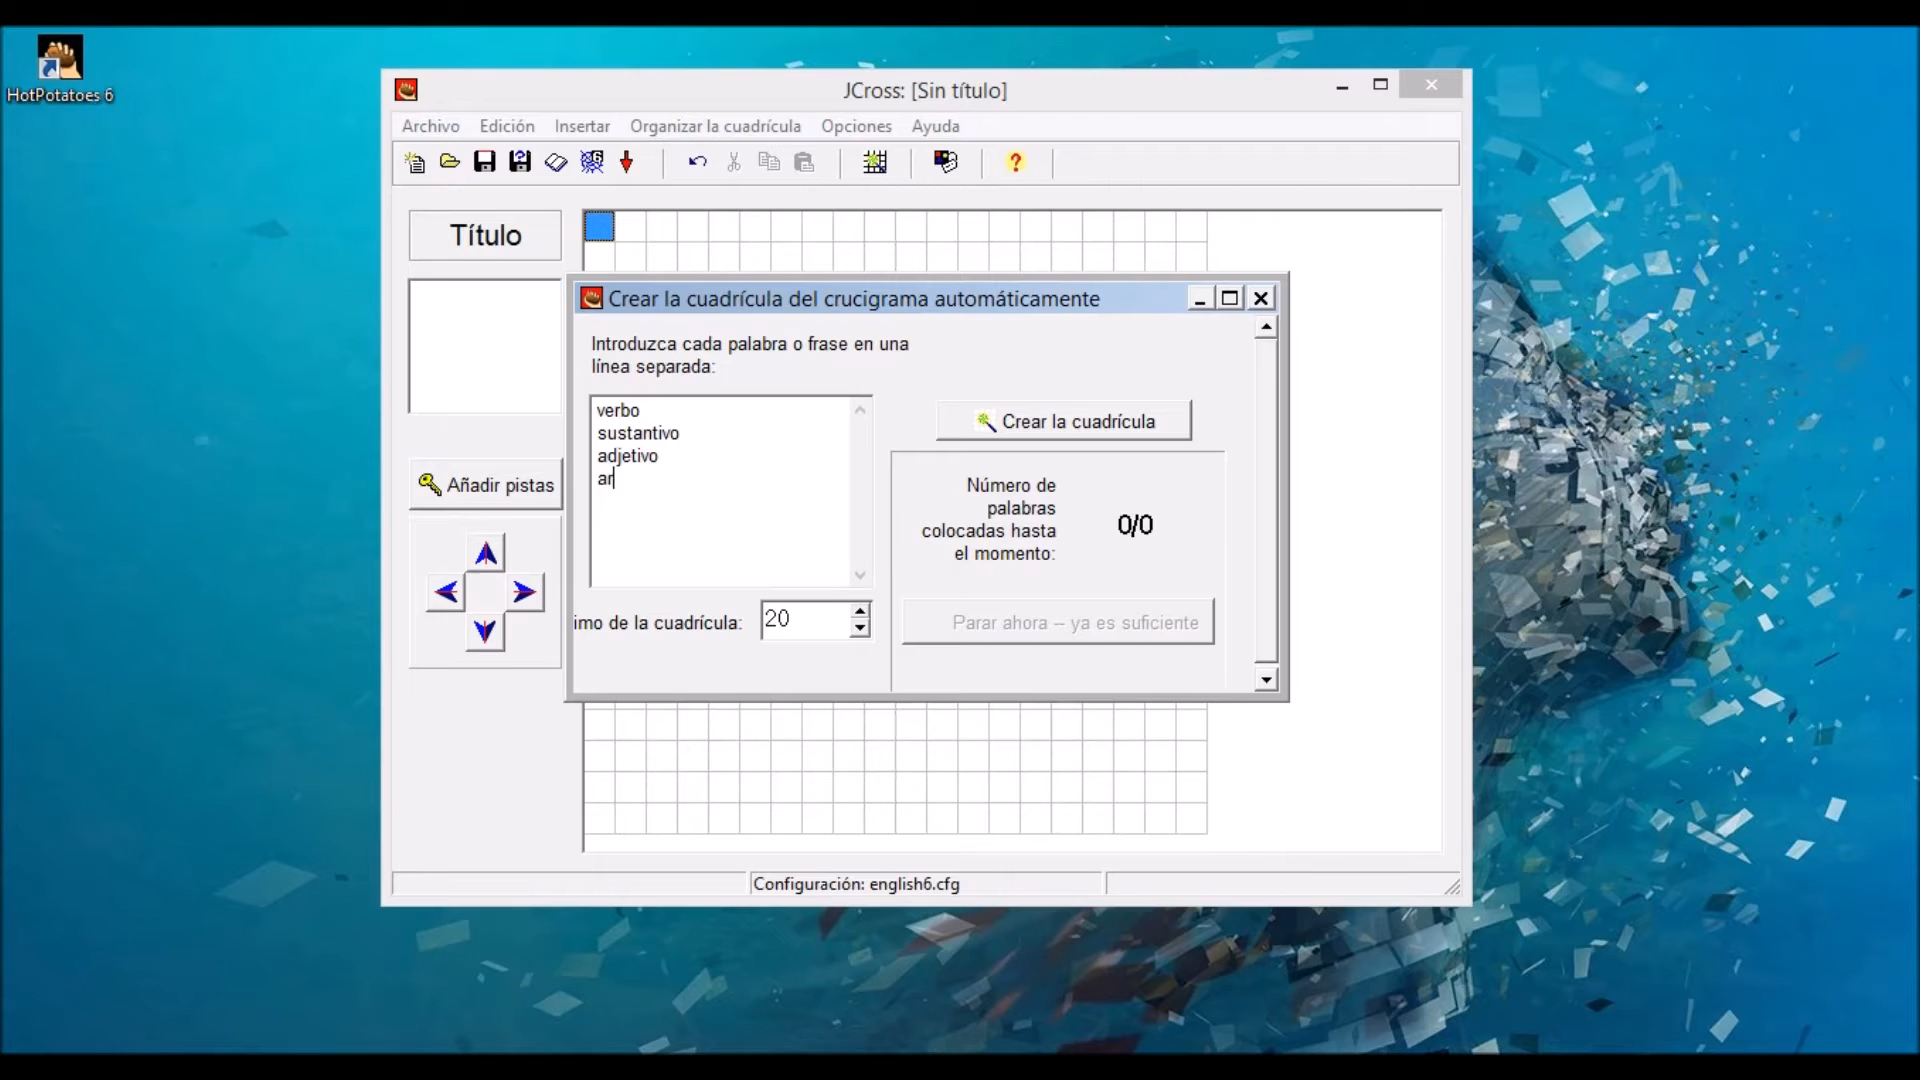 HotPotatoes 6
JCross: [Sin título]
Archivo Edición Insertar Organizar la cuadrícula Opciones Ayuda
Título
Crear la cuadrícula del crucigrama automáticamente
Introduzca cada palabra o frase en una
línea separada:
verbo
sustantivo
adjetivo
ar
Crear la cuadrícula
Número de
palabras
colocadas hasta
el momento:
0/0
Añadir pistas
imo de la cuadrícula:
20
Parar ahora – ya es suficiente
Configuración: english6.cfg